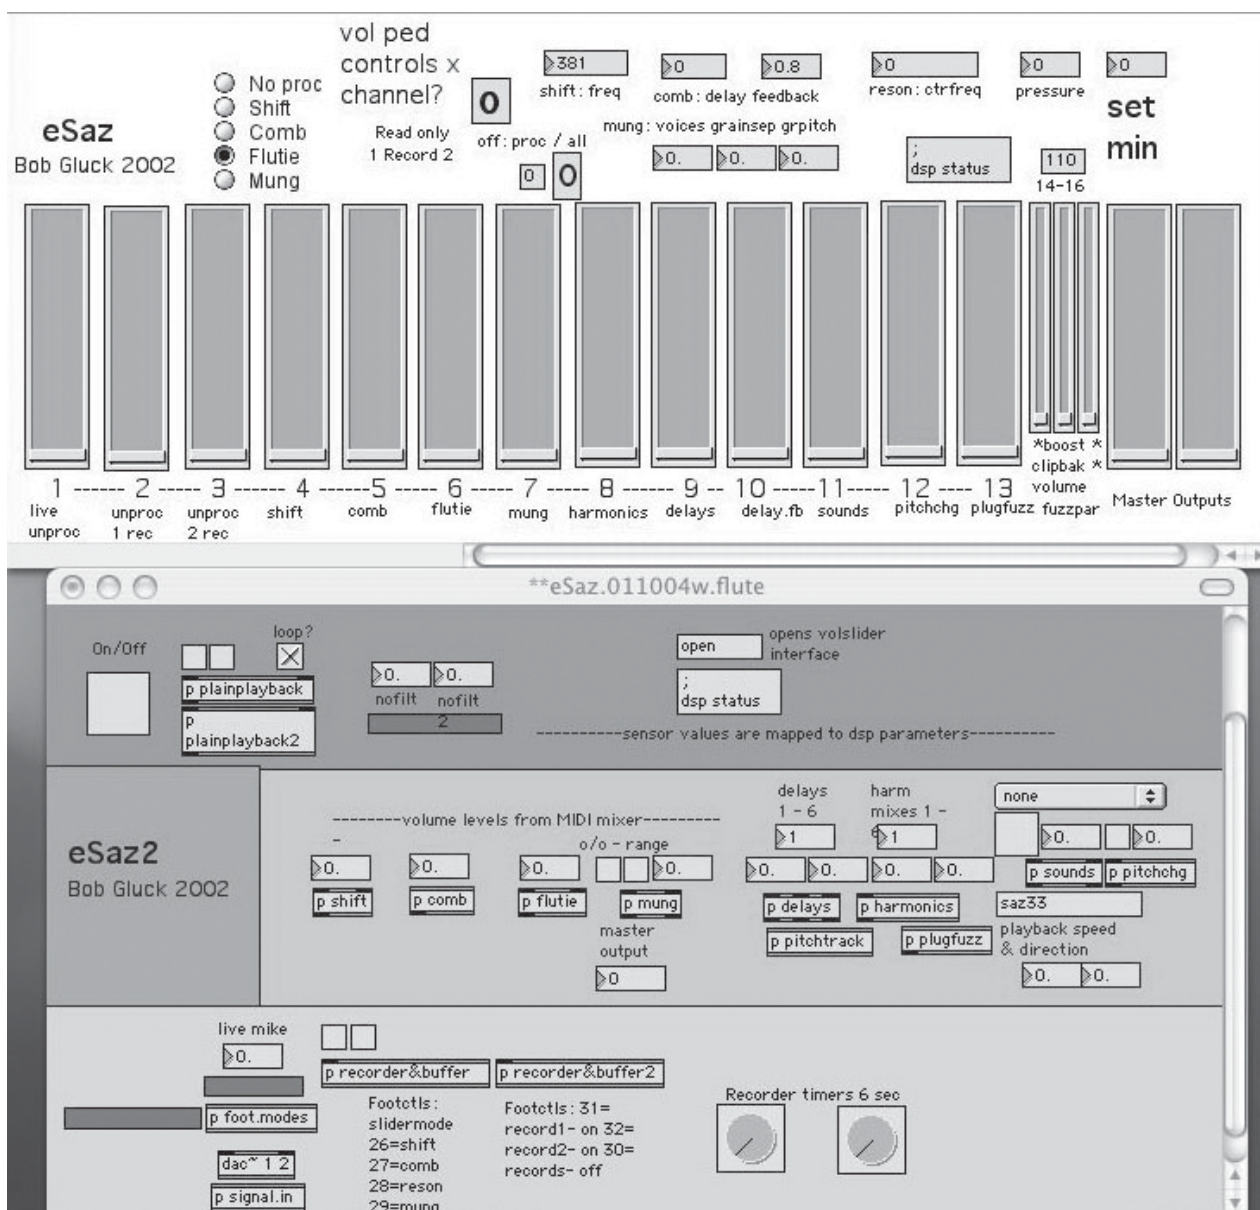 vol ped
controls x
channel?
No proc
Shift
Comb
Flutie
Mung
eSaz
Bob Gluck 2002
Read only
1 Record 2
0
off: proc / all
0
0
381
shift: freq
0
0.8
comb: delay feedback
mung: voices grainsep grpitch
0.
0.
0.
0
reson: ctrfreq
0
pressure
0
set
min
;
dsp status
110
14-16
1 ------ 2 ----- 3 ----- 4 -----5 ----- 6 ----- 7 ---- 8 ----- 9 -- 10 -----11----- 12 ----- 13
live
unproc
unproc
1 rec
unproc
2 rec
shift
comb
flutie
mung
harmonics
delays
delay.fb
sounds
pitchchg
plugfuzz
*boost *
clipbak *
volume
fuzzpar
Master Outputs
**eSaz.011004w.flute
On/Off
loop?
p plainplayback
p
plainplayback2
0.
0.
nofilt
nofilt
2
open
opens volslider
interface
;
dsp status
----------sensor values are mapped to dsp parameters----------
eSaz2
Bob Gluck 2002
--------volume levels from MIDI mixer--------
-
o/o - range
0.
0.
0.
0.
p shift
p comb
p flutie
p mung
master
output
0
delays
1 - 6
1
harm
mixes 1 -
1
0.
0.
0.
0.
p delays
p harmonics
p pitchtrack
p plugfuzz
none
0.
0.
p sounds
p pitchchg
saz33
playback speed
& direction
0.
0.
live mike
0.
p foot.modes
dac~ 1 2
p signal.in
p recorder&buffer
p recorder&buffer2
Footctls:
slidermode
26=shift
27=comb
28=reson
29=mung
Footctls: 31=
record1- on 32=
record2- on 30=
records- off
Recorder timers 6 sec